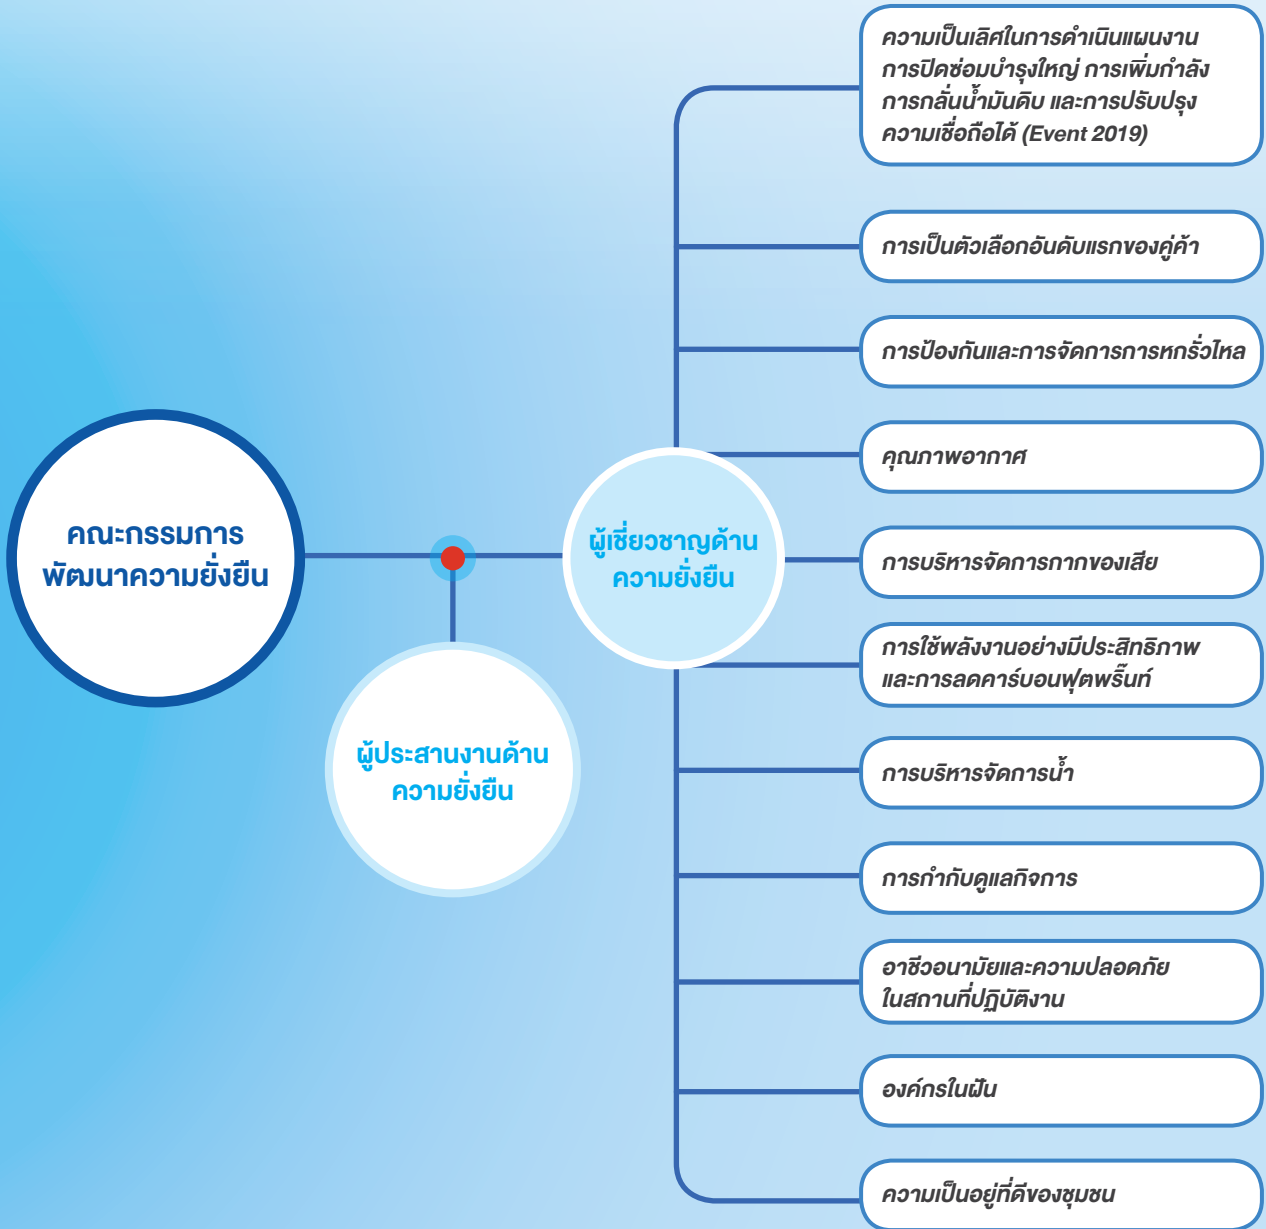 คณะกรรมการ
พัฒนาความยั่งยืน
ผู้ประสานงานด้าน
ความยั่งยืน
ผู้เชี่ยวชาญด้าน
ความยั่งยืน
ความเป็นเลิศในการดำเนินแผนงาน
การปิดซ่อมบำรุงใหญ่ การเพิ่มกำลัง
การกลั่นน้ำมันดิบ และการปรับปรุง
ความเชื่อถือได้ (Event 2019)
การเป็นตัวเลือกอันดับแรกของคู่ค้า
การป้องกันและการจัดการการหกรั่วไหล
คุณภาพอากาศ
การบริหารจัดการกากของเสีย
การใช้พลังงานอย่างมีประสิทธิภาพ
และการลดคาร์บอนฟุตพริ๊นท์
การบริหารจัดการน้ำ
การกำกับดูแลกิจการ
อาชีวอนามัยและความปลอดภัย
ในสถานที่ปฏิบัติงาน
องค์กรในฝัน
ความเป็นอยู่ที่ดีของชุมชน